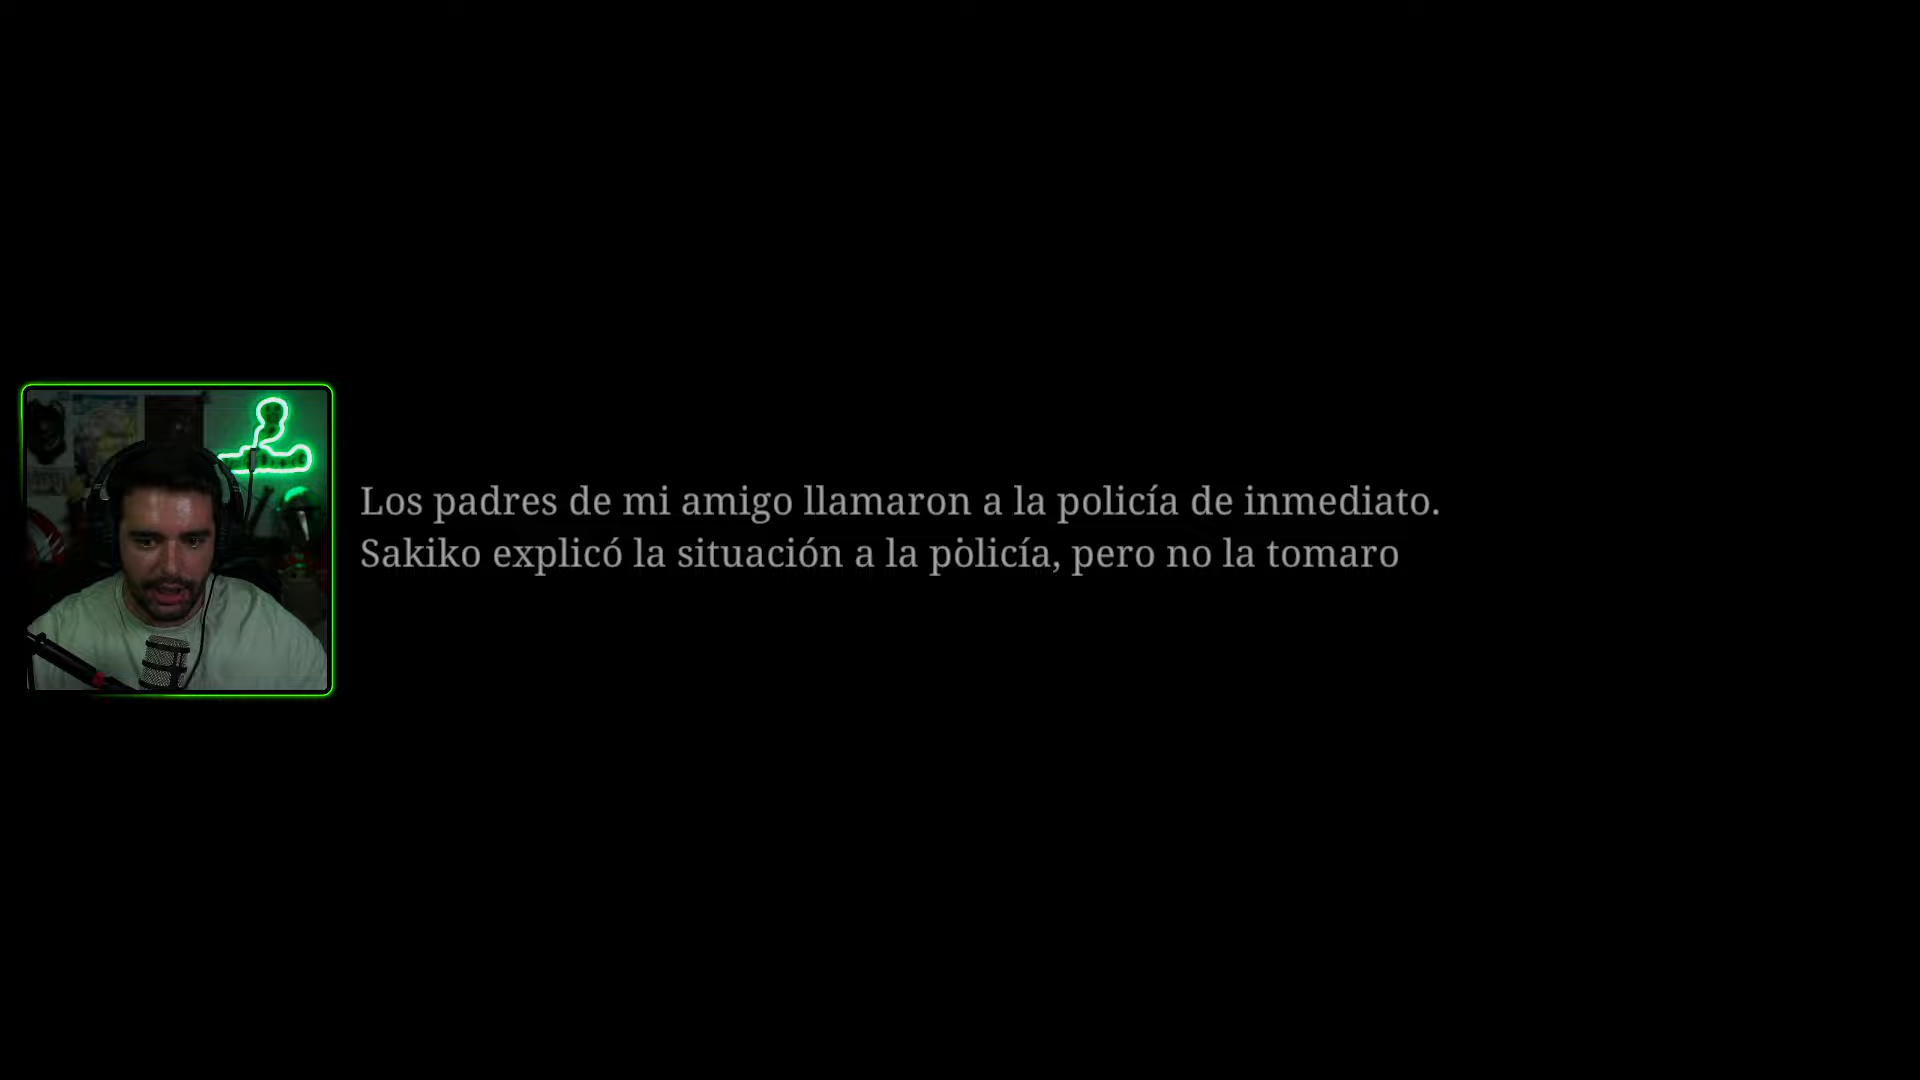 Los padres de mi amigo llamaron a la policía de inmediato.
Sakiko explicó la situación a la policía, pero no la tomaro